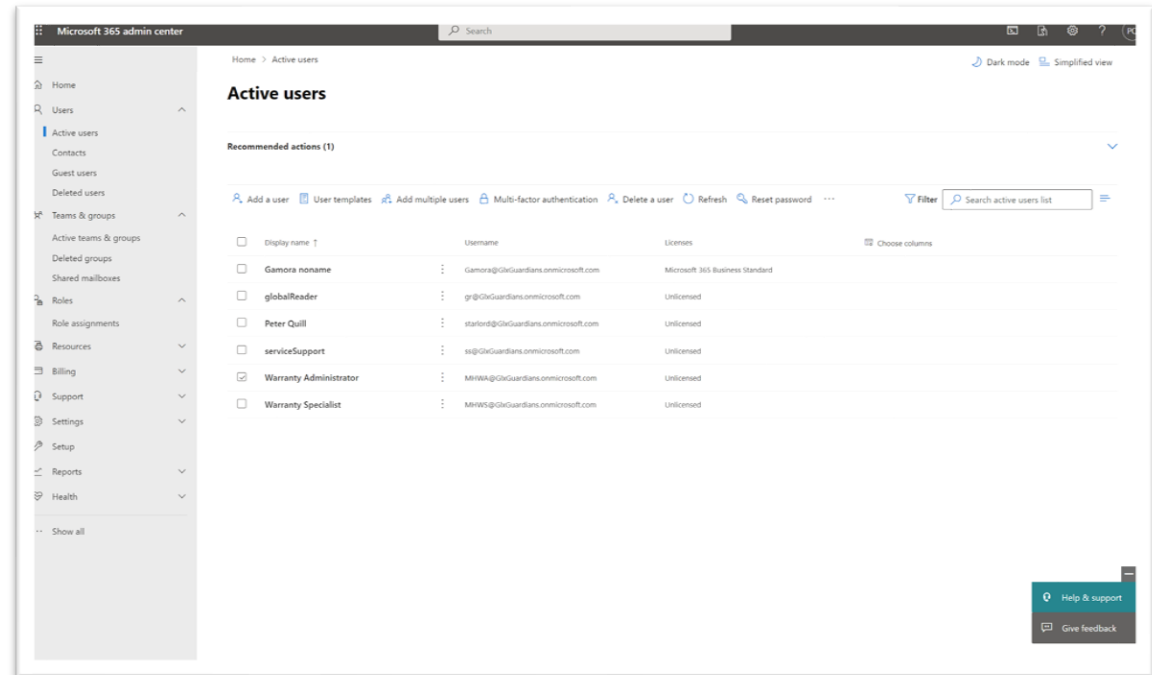 Microsoft 365 admin center
Search
?
Home > Active users
Dark mode
Simplified view
Home
Users
Active users
Contacts
Guest users
Deleted users
Teams & groups
Active teams & groups
Deleted groups
Shared mailboxes
Roles
Role assignments
Resources
Billing
Support
Settings
Setup
Reports
Health
Show all
Active users
Recommended actions (1)
Add a user
User templates
Add multiple users
Multi-factor authentication
Delete a user
Refresh
Reset password
Filter
Search active users list
Display name ↑ Username Licenses Choose columns
Gamora noname Gamora@GlxGuardians.onmicrosoft.com Microsoft 365 Business Standard
globalReader gr@GlxGuardians.onmicrosoft.com Unlicensed
Peter Quill starlord@GlxGuardians.onmicrosoft.com Unlicensed
serviceSupport ss@GlxGuardians.onmicrosoft.com Unlicensed
Warranty Administrator MHWA@GlxGuardians.onmicrosoft.com Unlicensed
Warranty Specialist MHWS@GlxGuardians.onmicrosoft.com Unlicensed
Help & support
Give feedback